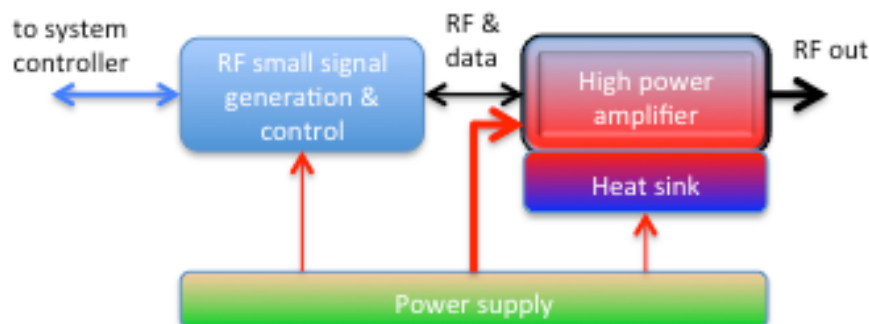 to system
controller
RF small signal
generation &
control
RF &
data
High power
amplifier
RF out
Heat sink
Power supply